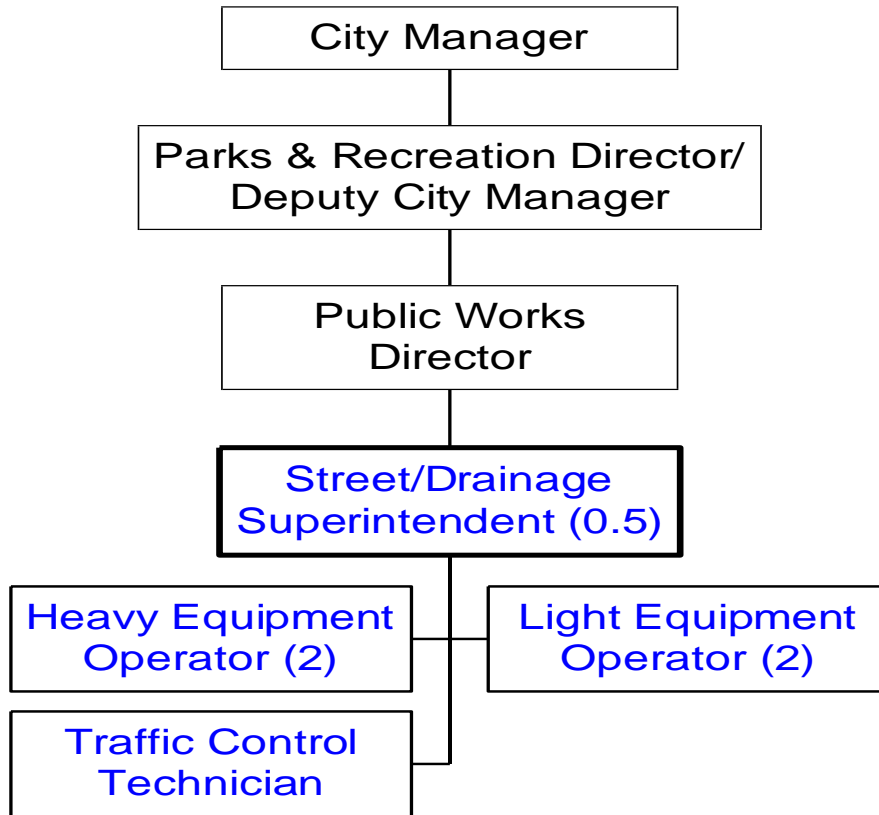 City Manager
Parks & Recreation Director/
Deputy City Manager
Public Works
Director
Street/Drainage
Superintendent (0.5)
Heavy Equipment
Operator (2)
Light Equipment
Operator (2)
Traffic Control
Technician